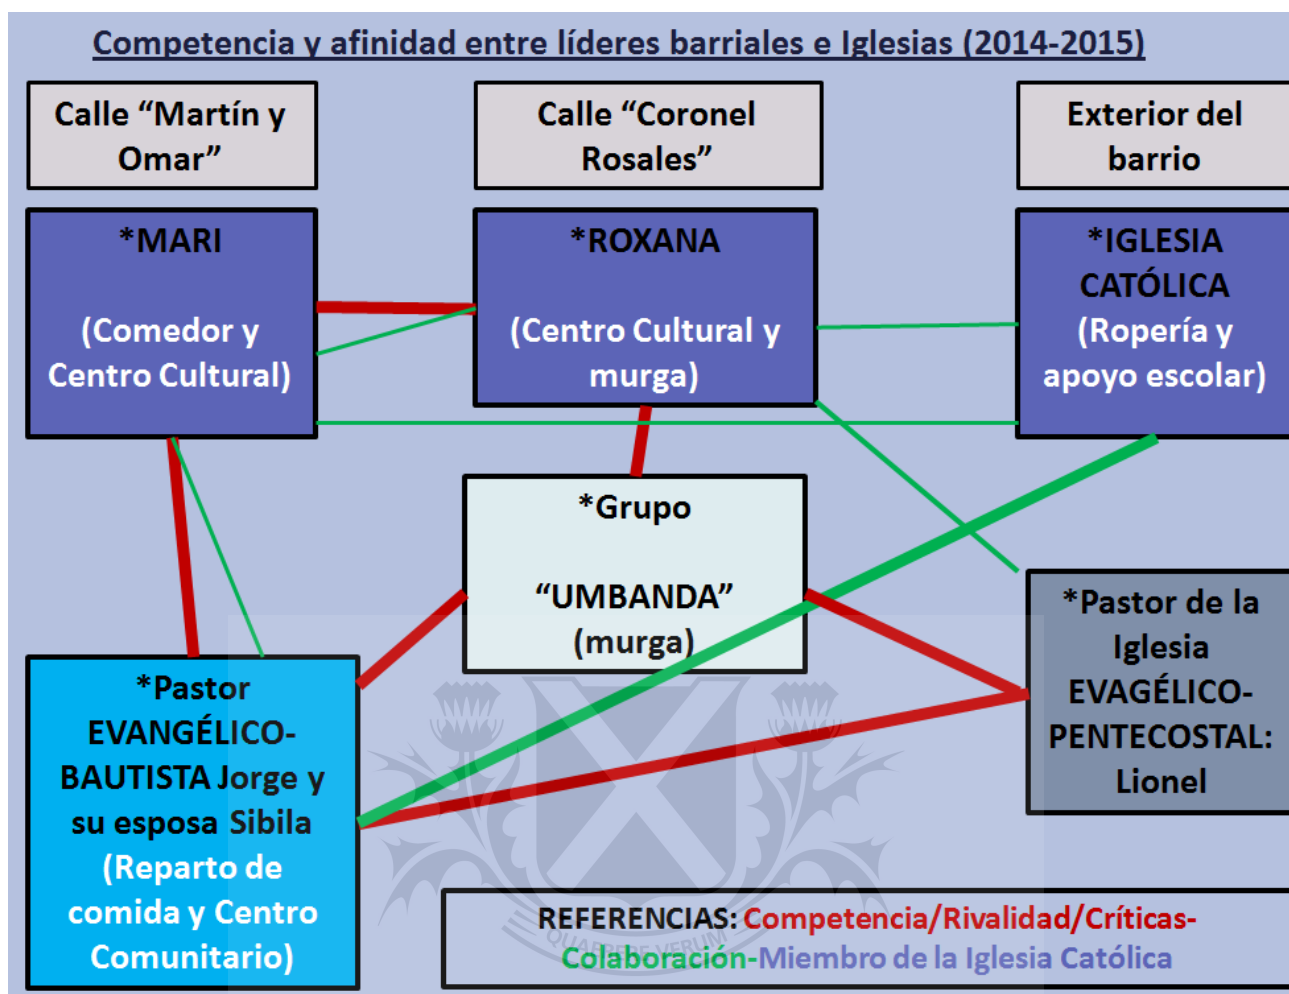 Competencia y afinidad entre líderes barriales e Iglesias (2014-2015)
Calle “Martín y
Omar”
Calle “Coronel
Rosales”
Exterior del
barrio
*MARI
(Comedor y
Centro Cultural)
*ROXANA
(Centro Cultural y
murga)
*IGLESIA
CATÓLICA
(Ropería y
apoyo escolar)
*Grupo
“UMBANDA”
(murga)
*Pastor de la
Iglesia
EVAGÉLICO-
PENTECOSTAL:
Lionel
*Pastor
EVANGÉLICO-
BAUTISTA Jorge y
su esposa Sibila
(Reparto de
comida y Centro
Comunitario)
REFERENCIAS: Competencia/Rivalidad/Críticas-
Colaboración-Miembro de la Iglesia Católica
QUAERERE VERUM